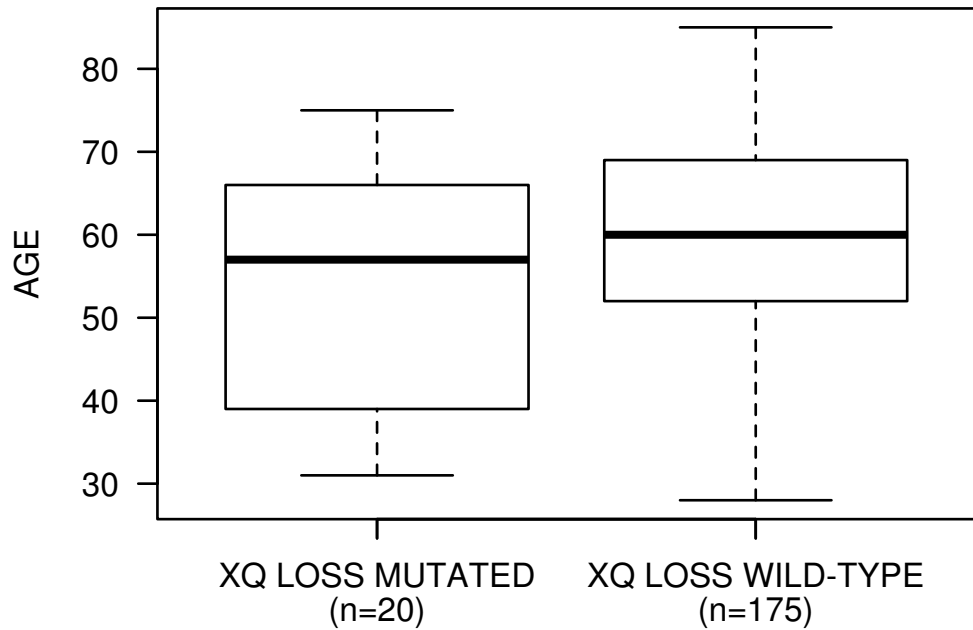 AGE
80
70
60
50
40
30
XQ LOSS MUTATED
(n=20)
XQ LOSS WILD-TYPE
(n=175)